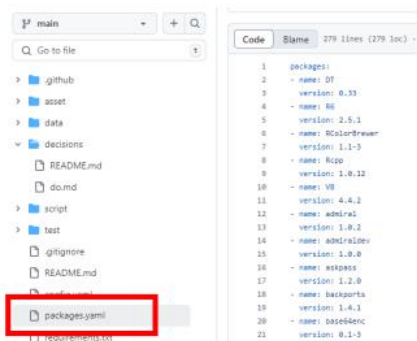 main
Go to file
t
.github
asset
data
decisions
README.md
do.md
script
test
.gitignore
README.md
config.yaml
packages.yaml
requirements.txt
Code Blame 279 lines (279 loc) ·
1 packages:
2 - name: DT
3 version: 0.33
4 - name: R6
5 version: 2.5.1
6 - name: RColorBrewer
7 version: 1.1-3
8 - name: Rcpp
9 version: 1.0.12
10 - name: V8
11 version: 4.4.2
12 - name: admiral
13 version: 1.0.2
14 - name: admiraldev
15 version: 1.0.0
16 - name: askpass
17 version: 1.2.0
18 - name: backports
19 version: 1.4.1
20 - name: base64enc
21 version: 0.1-3